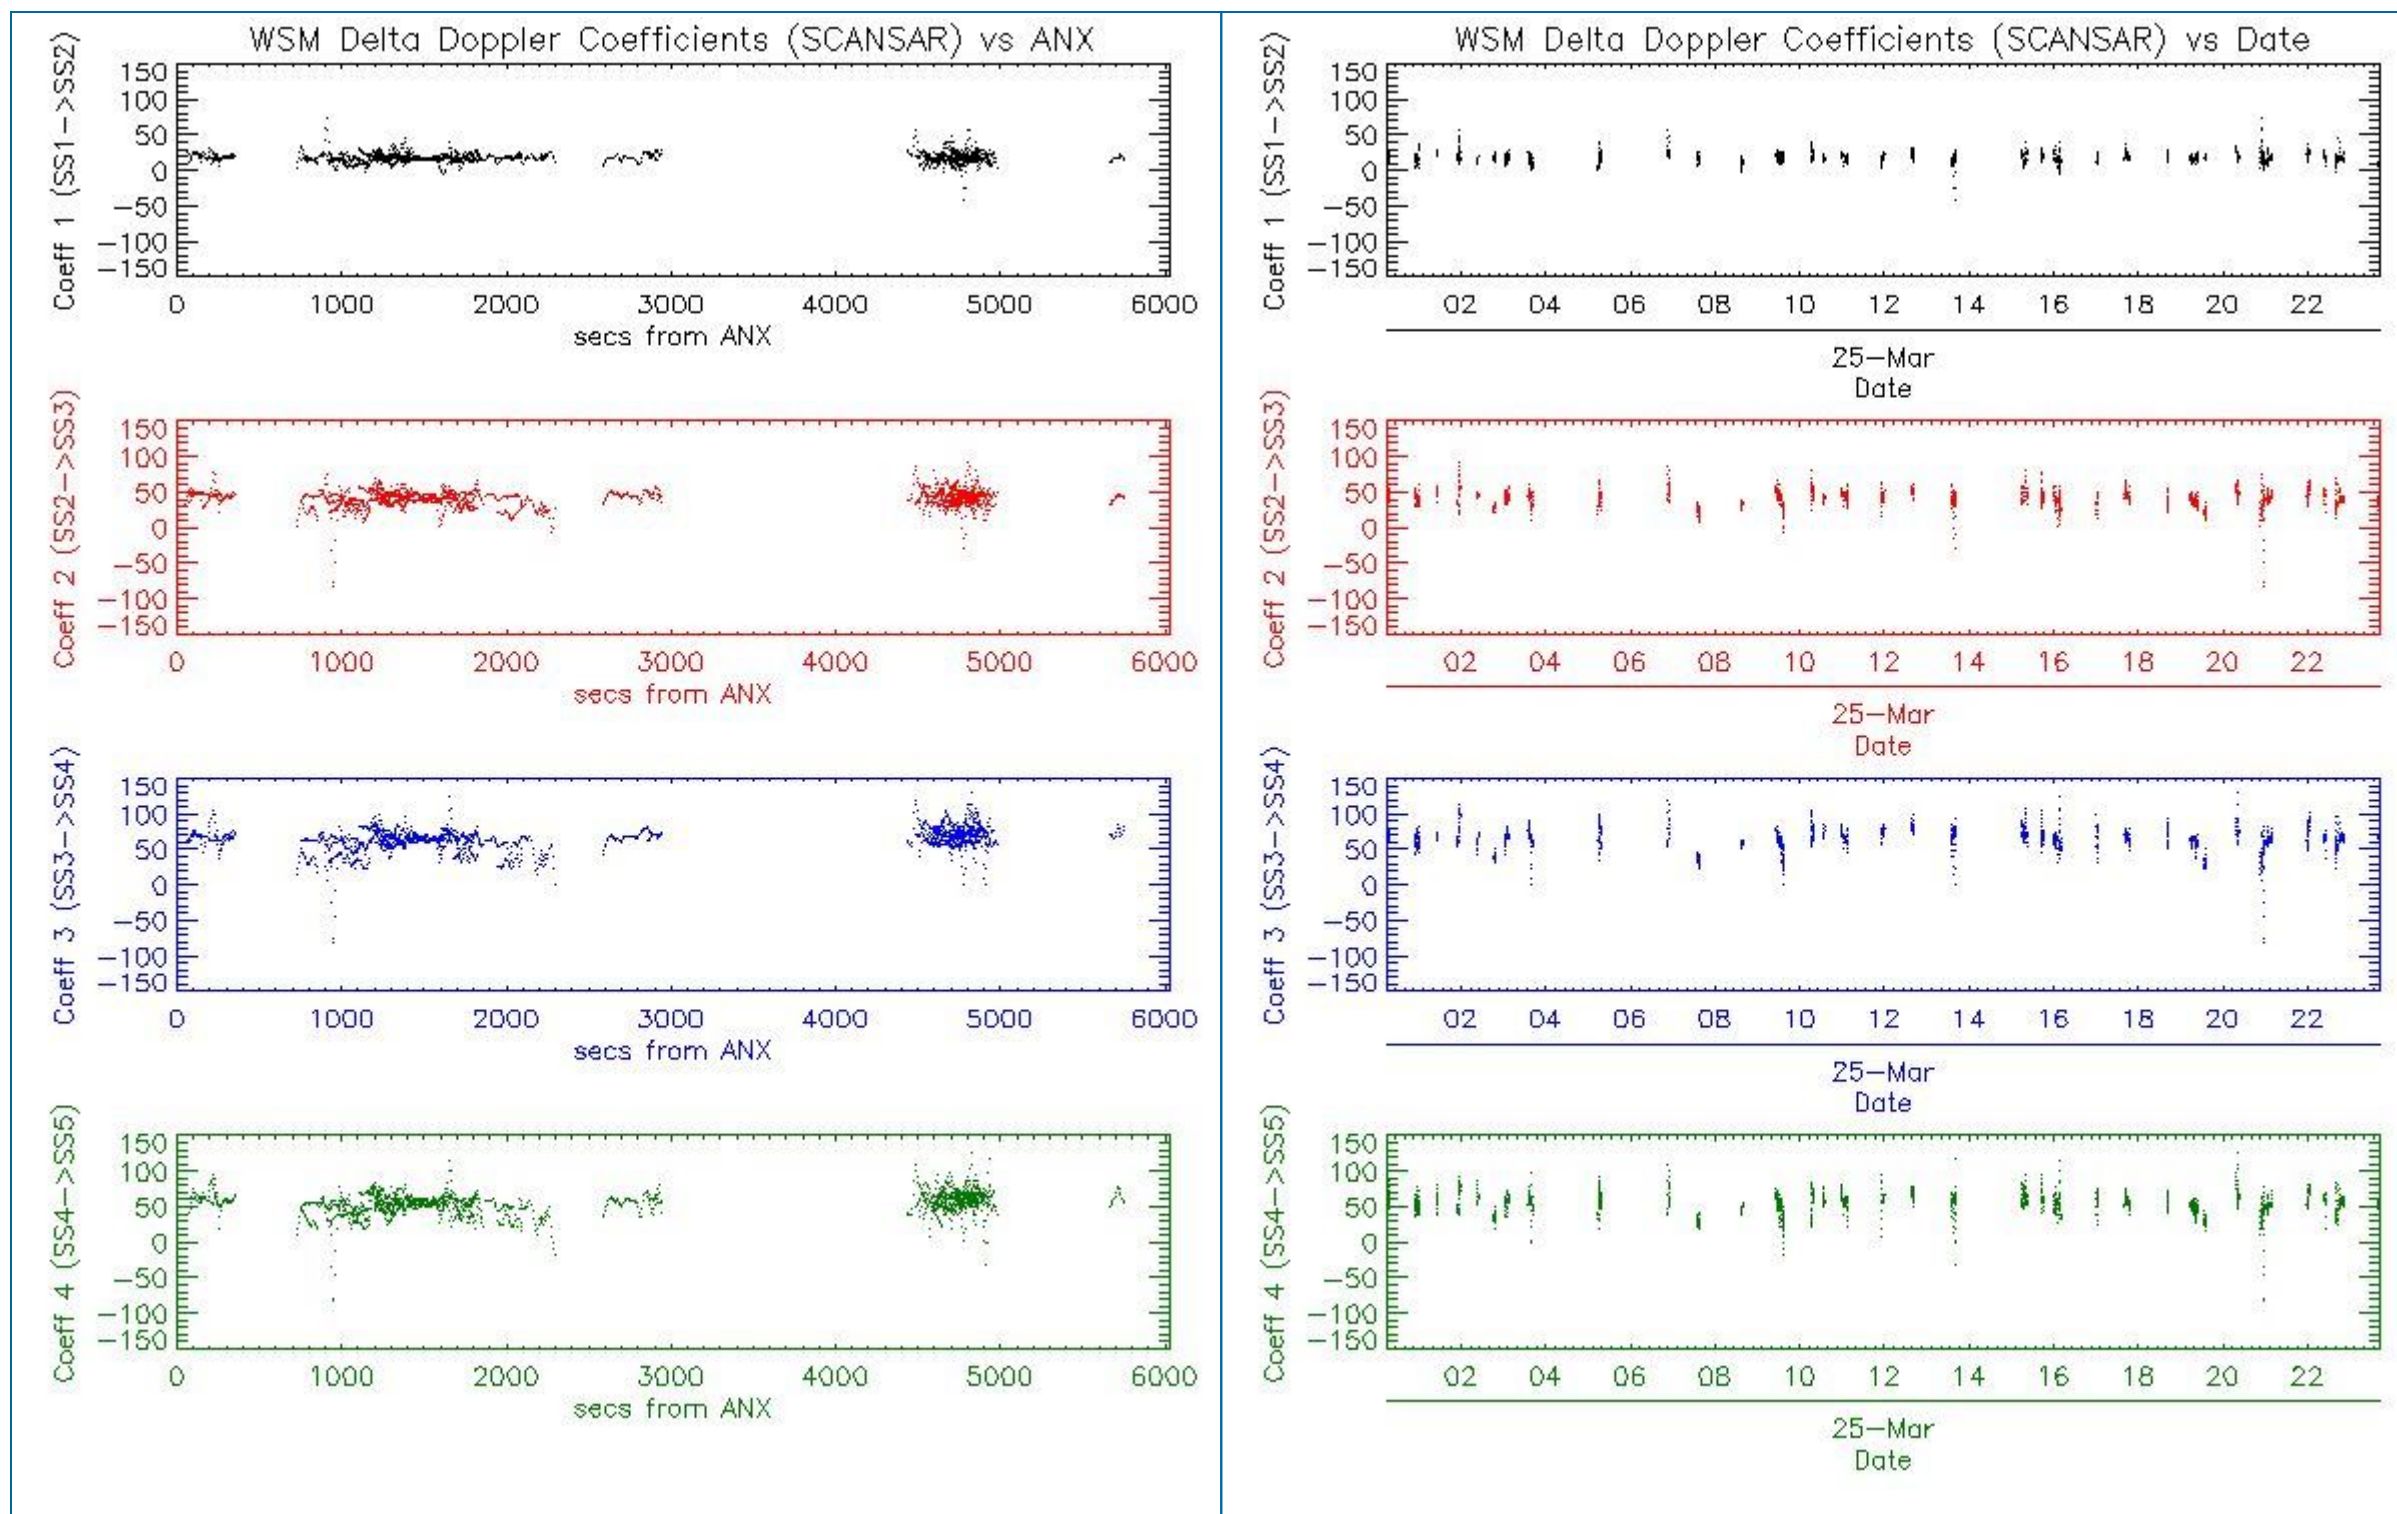 WSM Delta Doppler Coefficients (SCANSAR) vs ANX
Coeff 1 (SS1->SS2)
150
100
50
0
-50
-100
-150
0 1000 2000 3000 4000 5000 6000
secs from ANX
Coeff 2 (SS2->SS3)
150
100
50
0
-50
-100
-150
0 1000 2000 3000 4000 5000 6000
secs from ANX
Coeff 3 (SS3->SS4)
150
100
50
0
-50
-100
-150
0 1000 2000 3000 4000 5000 6000
secs from ANX
Coeff 4 (SS4->SS5)
150
100
50
0
-50
-100
-150
0 1000 2000 3000 4000 5000 6000
secs from ANX
WSM Delta Doppler Coefficients (SCANSAR) vs Date
Coeff 1 (SS1->SS2)
150
100
50
0
-50
-100
-150
02 04 06 08 10 12 14 16 18 20 22
25-Mar
Date
Coeff 2 (SS2->SS3)
150
100
50
0
-50
-100
-150
02 04 06 08 10 12 14 16 18 20 22
25-Mar
Date
Coeff 3 (SS3->SS4)
150
100
50
0
-50
-100
-150
02 04 06 08 10 12 14 16 18 20 22
25-Mar
Date
Coeff 4 (SS4->SS5)
150
100
50
0
-50
-100
-150
02 04 06 08 10 12 14 16 18 20 22
25-Mar
Date